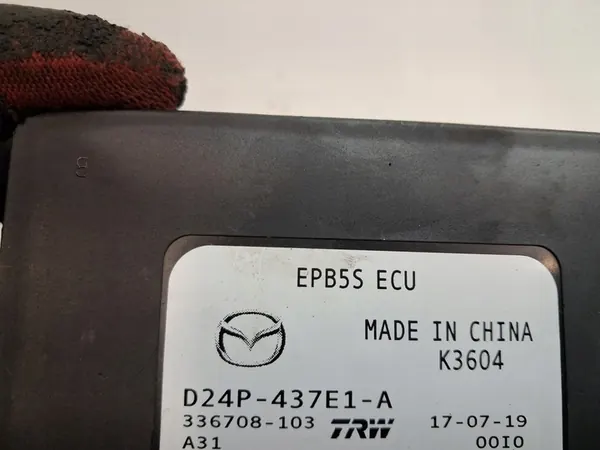 EPB5S ECU
MADE IN CHINA
K3604
D24P-437E1-A
336708-103 TRW 17-07-19
A31 00I0